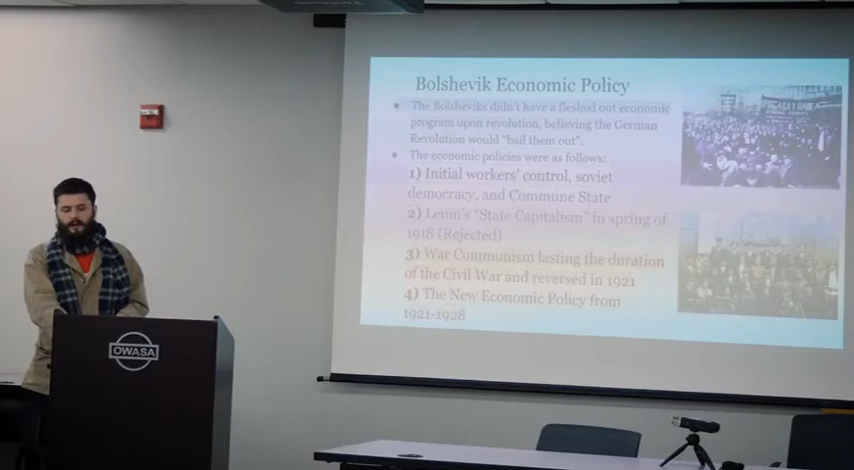 Bolshevik Economic Policy
The Bolsheviks didn't have a fleshed out economic
program upon revolution, believing the German
Revolution would "bail them out".
The economic policies were as follows:
1) Initial workers' control, soviet
democracy, and Commune State
2) Lenin's "State Capitalism" in spring of
1918 (Rejected)
3) War Communism lasting the duration
of the Civil War and reversed in 1921
4) The New Economic Policy from
1921-1928
OWASA